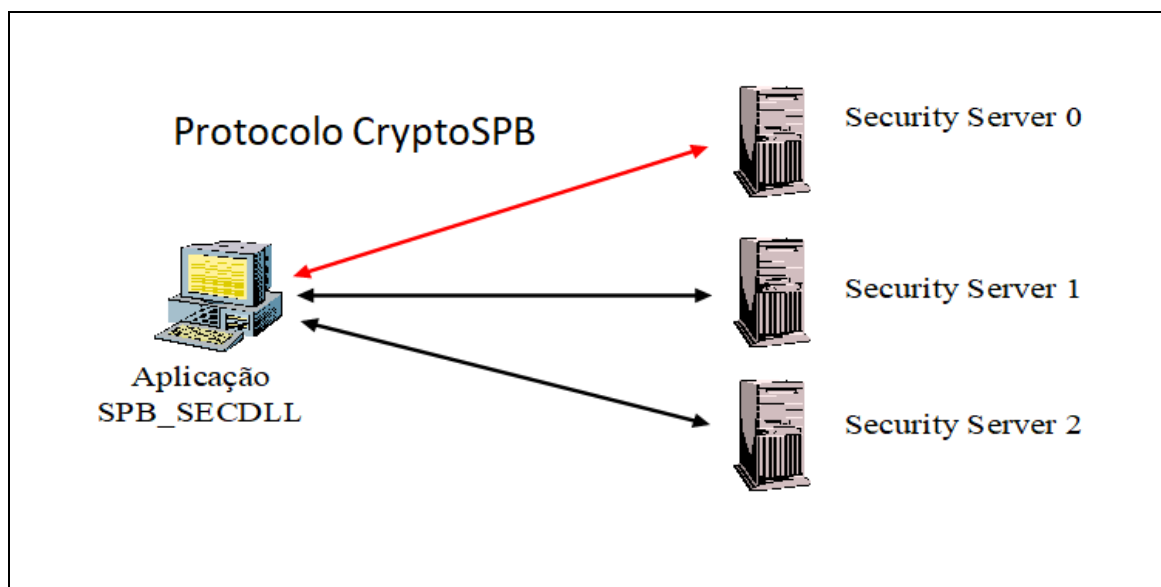 Protocolo CryptoSPB
Security Server 0
Security Server 1
Aplicação
SPB_SECDLL
Security Server 2